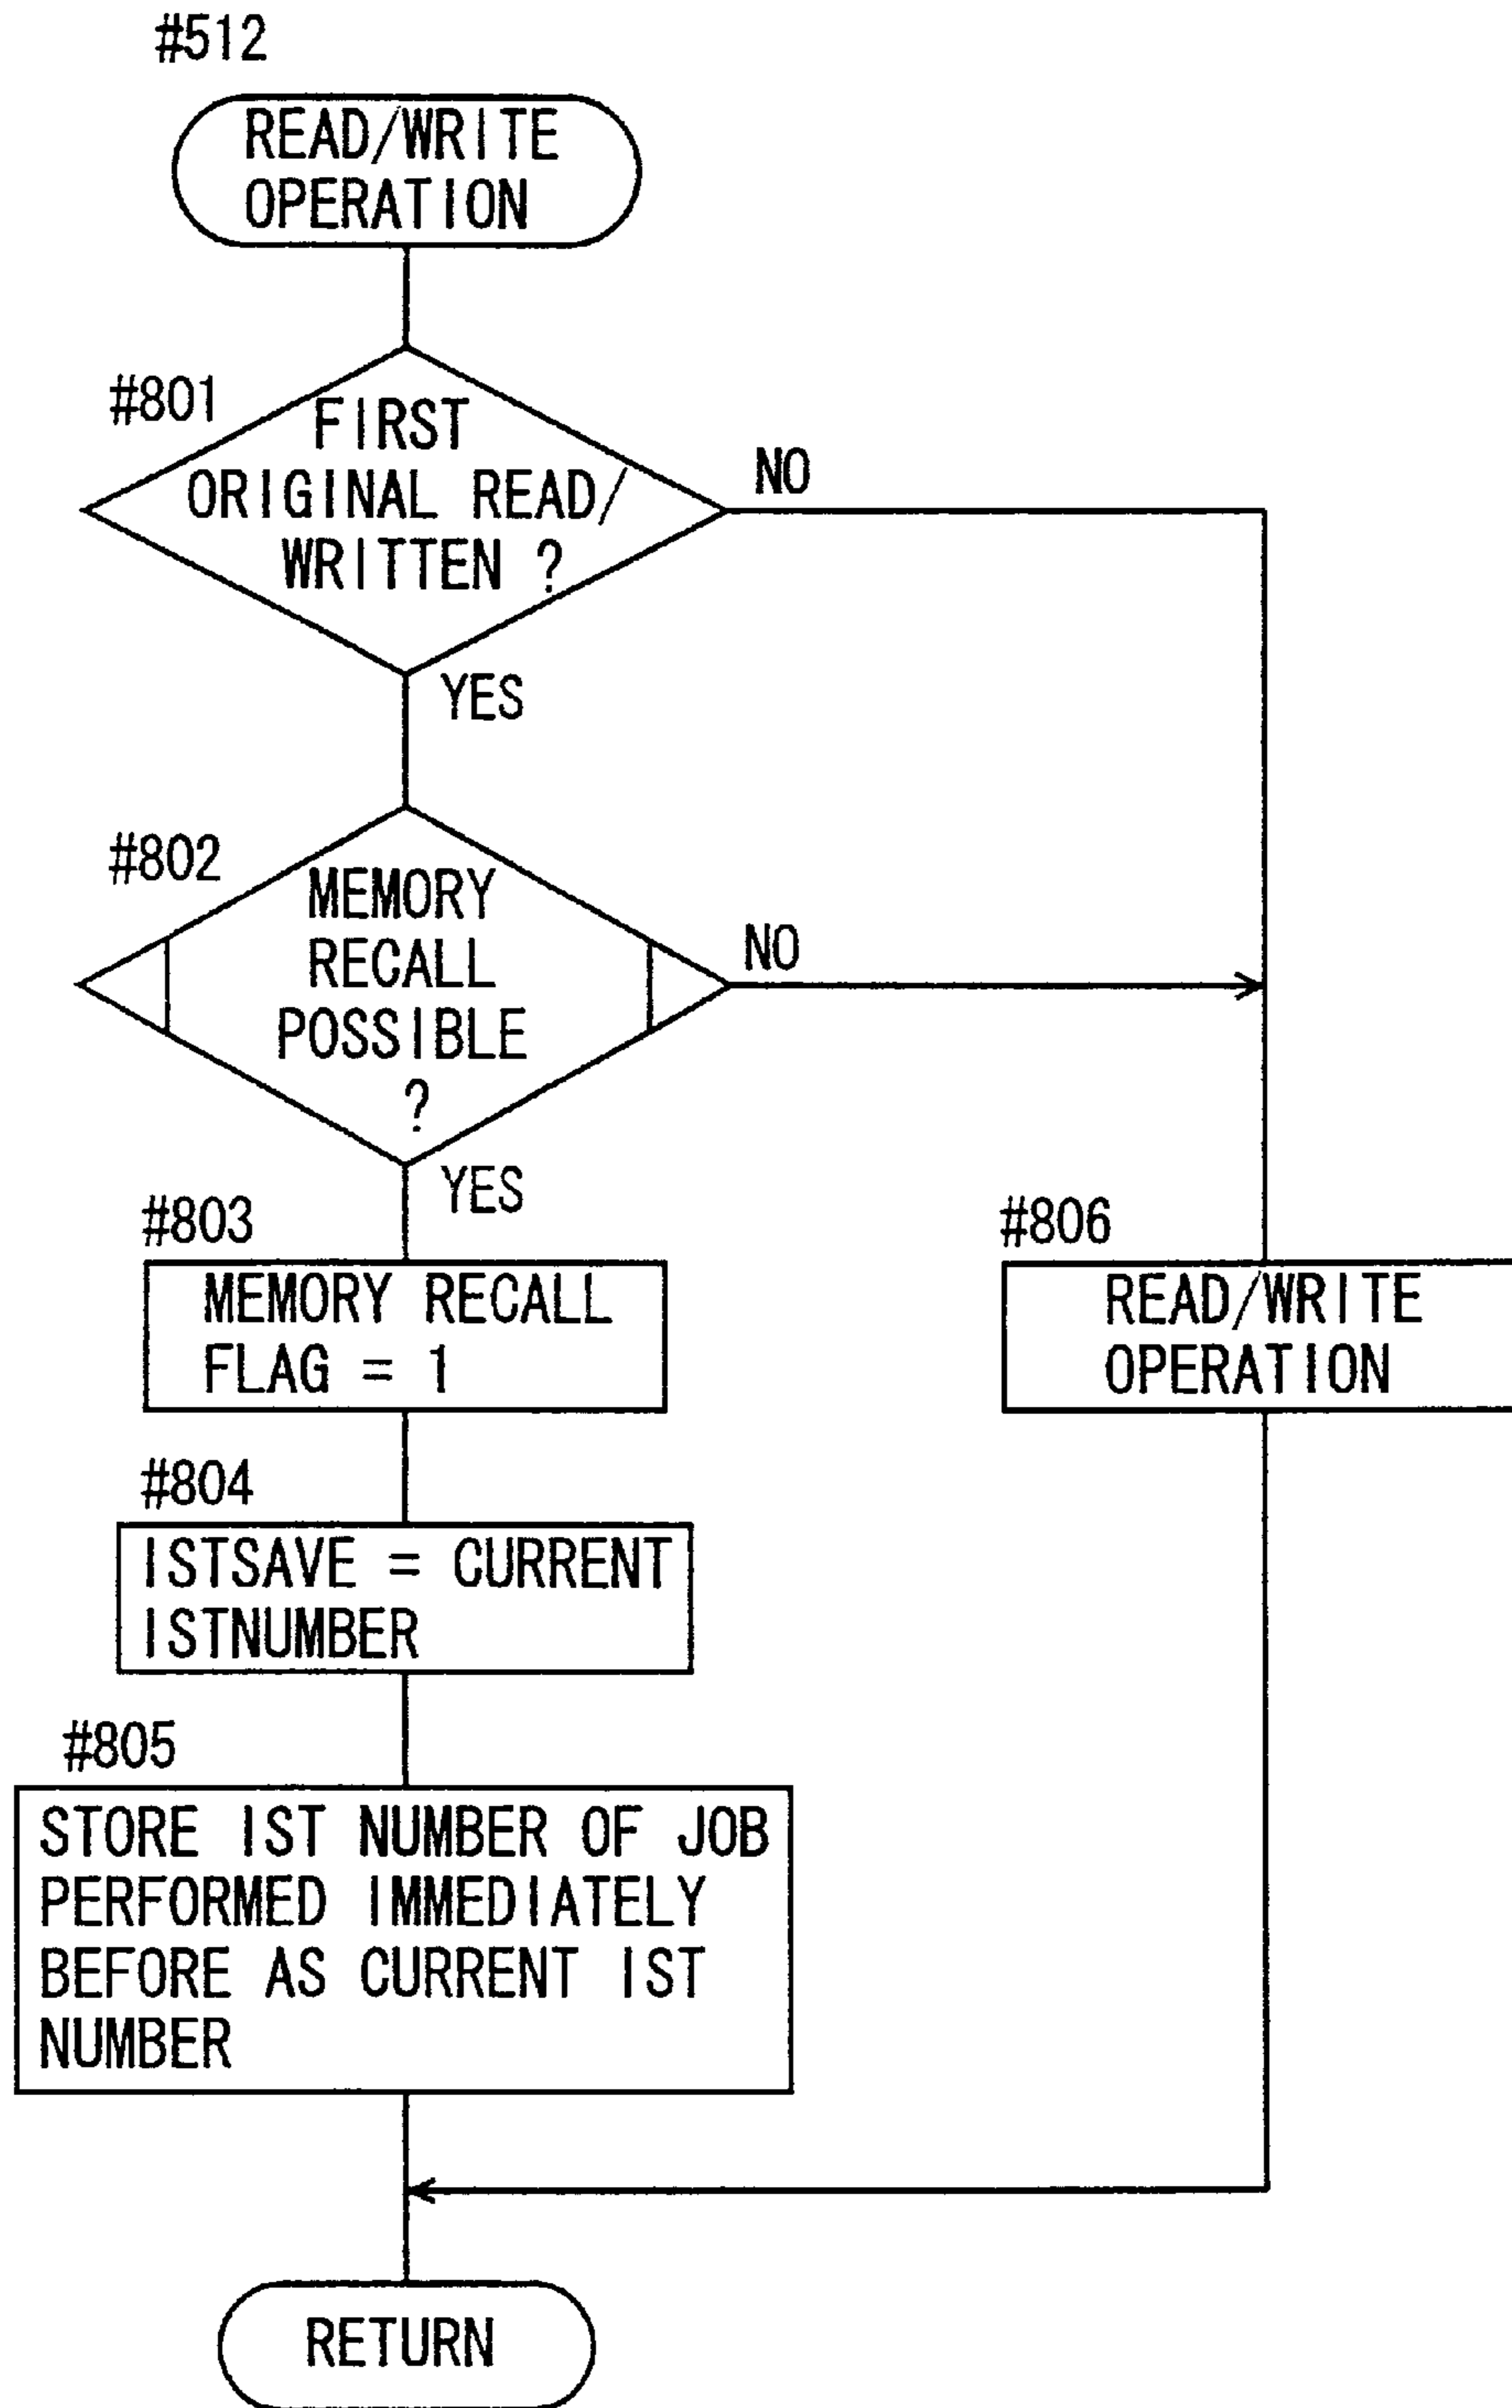 #512
READ/WRITE
OPERATION
#801
FIRST
ORIGINAL READ/
WRITTEN ?
NO
YES
#802
MEMORY
RECALL
POSSIBLE
?
NO
YES
#803
MEMORY RECALL
FLAG = 1
#806
READ/WRITE
OPERATION
#804
ISTSAVE = CURRENT
ISTNUMBER
#805
STORE IST NUMBER OF JOB
PERFORMED IMMEDIATELY
BEFORE AS CURRENT IST
NUMBER
RETURN